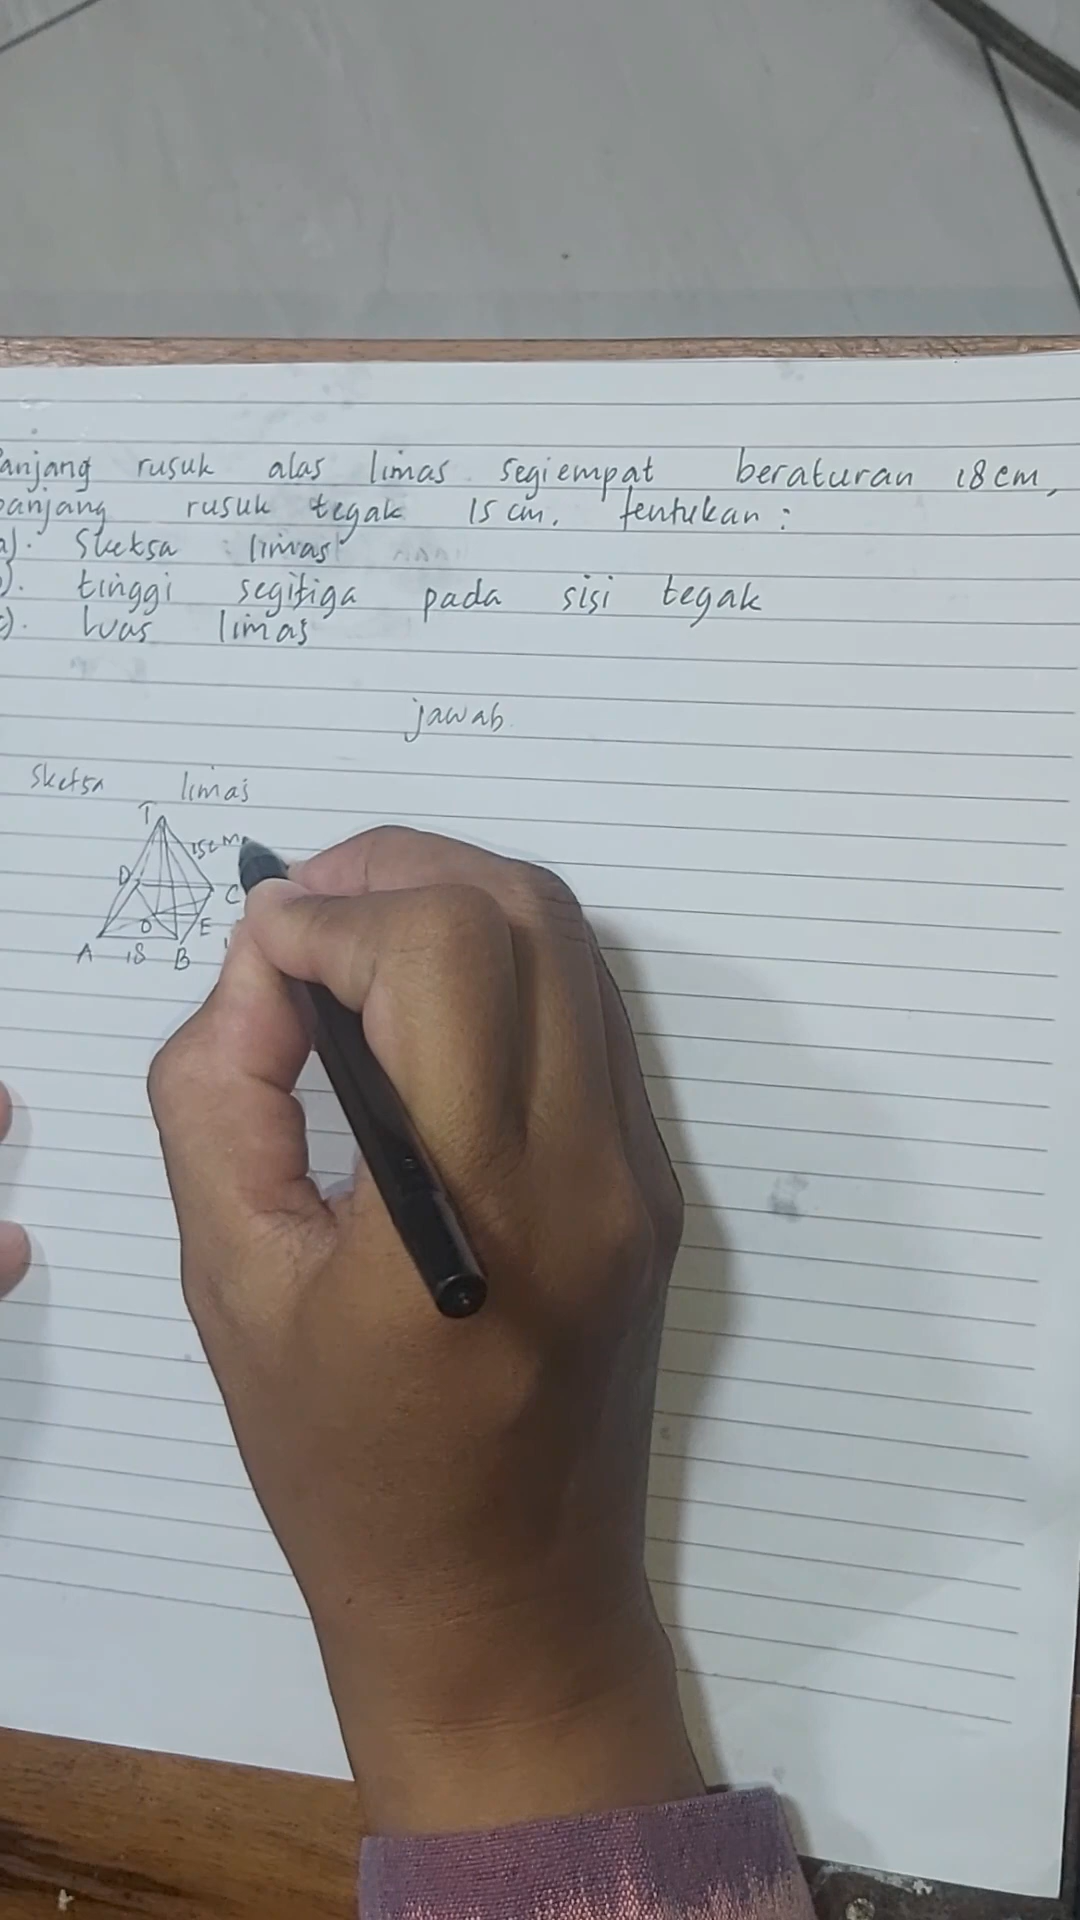 anjang rusuk alas limas segiempat beraturan 18 cm,
panjang rusuk tegak 15 cm. tentukan :
a). Sketsa limas
). tinggi segitiga pada sisi tegak
c). Luas limas
jawab.
Sketsa limas
T
15 cm
D
C
O
E
A 18 B